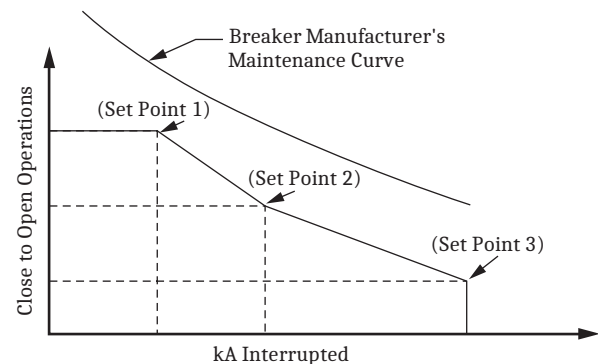 Breaker Manufacturer's
Maintenance Curve
(Set Point 1)
(Set Point 2)
(Set Point 3)
Close to Open Operations
kA Interrupted